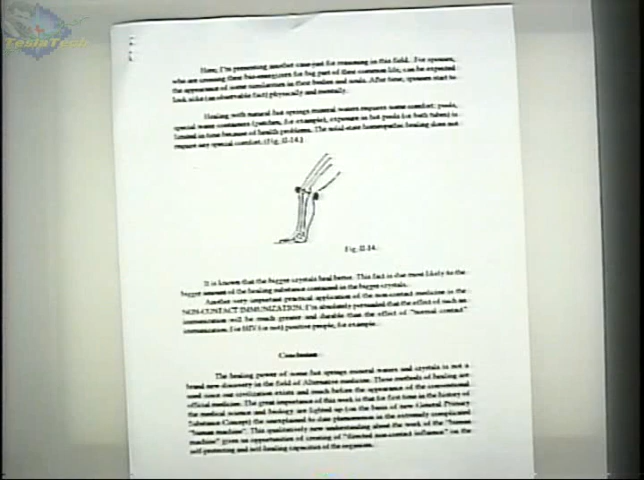 TeslaTech
Here, I'm presenting another case just for reasoning in this field. For spouses,
who are crossing their bio-energy/ies for big part of their common life, can be expected
the appearance of some similarities in their bodies and souls. After time, spouses start to
look alike (an observable fact) physically and mentally.
Healing with natural hot springs mineral waters requires some comfort: pools,
special water containers (patches, for example), exposure in hot pools (or bath tubes) is
limited in time because of health problems. The solid-state homeopathic healing does not
require any special comfort. (Fig. II-14.)
Fig. II-14.
It is known that the bigger crystals heal better. This fact is due most likely to the
bigger amount of the healing substance contained in the bigger crystals.
Another very important practical application of the non-contact medicine is the
NON-CONTACT IMMUNIZATION. I'm absolutely persuaded that the effect of such an
immunization will be much greater and durable than the effect of "normal contact"
immunization, for HIV (or not) positive people, for example.
Conclusion
The healing power of some hot springs mineral waters and crystals is not a
brand new discovery in the field of Alternative medicine. These methods of healing are
used since our civilization exists and much before the appearance of the conventional
official medicine. The great importance of this work is that for first time in the history of
the medical science and biology are lighted up (on the basis of new General Primary
Substance Concept) the unexplained to date phenomena in the extremely complicated
"human machine". This qualitatively new understanding about the work of the "human
machine" gives us opportunities of creating of "directed non-contact influence" on the
self-protecting and self-healing capacities of the organism.